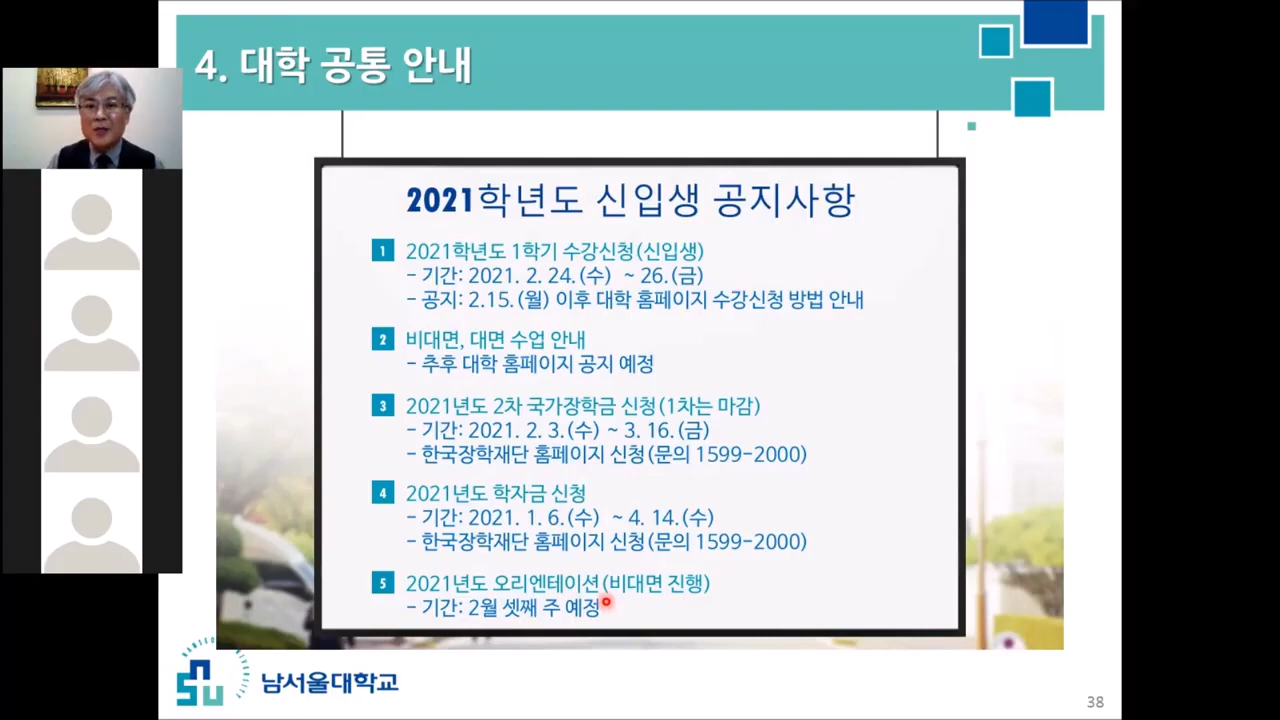 4. 대학 공통 안내
2021학년도 신입생 공지사항
1 2021학년도 1학기 수강신청(신입생)
- 기간: 2021. 2. 24.(수) ~ 26.(금)
- 공지: 2.15.(월) 이후 대학 홈페이지 수강신청 방법 안내
2 비대면, 대면 수업 안내
- 추후 대학 홈페이지 공지 예정
3 2021년도 2차 국가장학금 신청(1차는 마감)
- 기간: 2021. 2. 3.(수) ~ 3. 16.(금)
- 한국장학재단 홈페이지 신청(문의 1599-2000)
4 2021년도 학자금 신청
- 기간: 2021. 1. 6.(수) ~ 4. 14.(수)
- 한국장학재단 홈페이지 신청(문의 1599-2000)
5 2021년도 오리엔테이션(비대면 진행)
- 기간: 2월 셋째 주 예정
nsu
남서울대학교
38